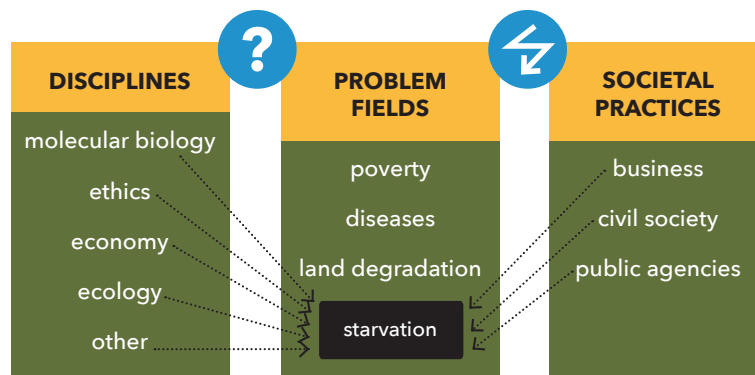 ?
DISCIPLINES
molecular biology
ethics
economy
ecology
other
PROBLEM
FIELDS
poverty
diseases
land degradation
starvation
SOCIETAL
PRACTICES
business
civil society
public agencies